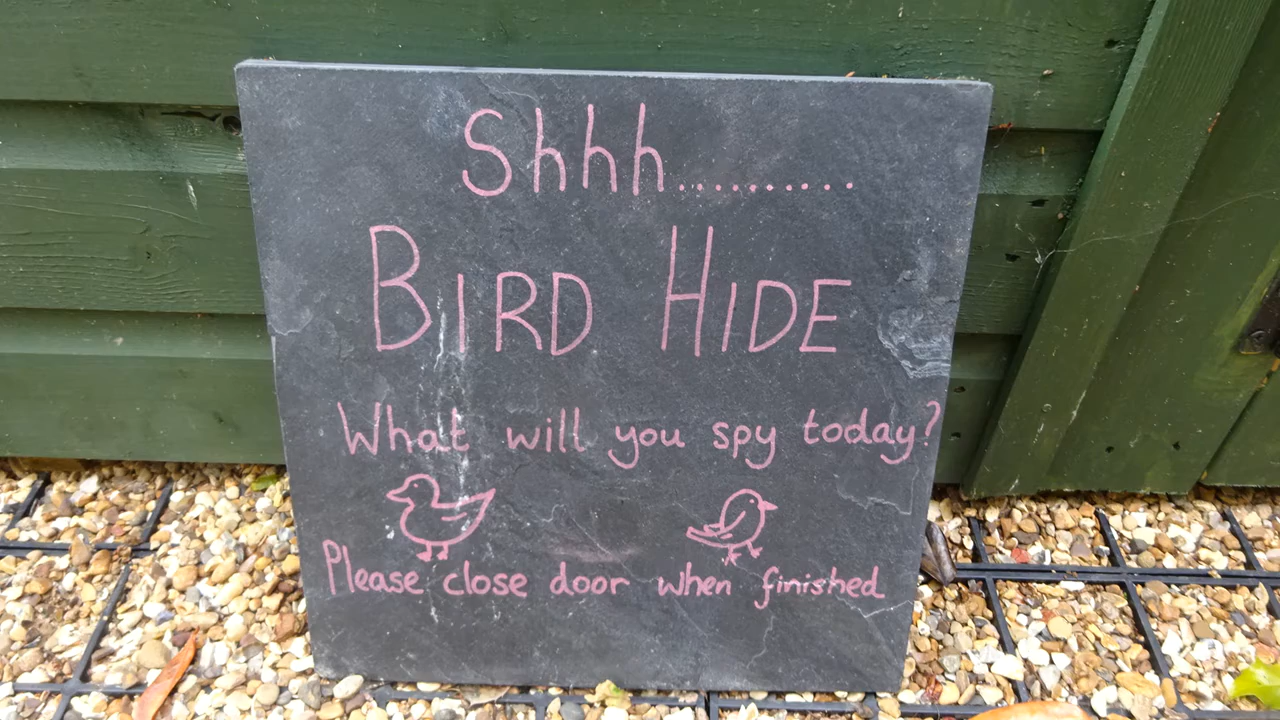 Shhh..........
BIRD HIDE
What will you spy today?
Please close door when finished